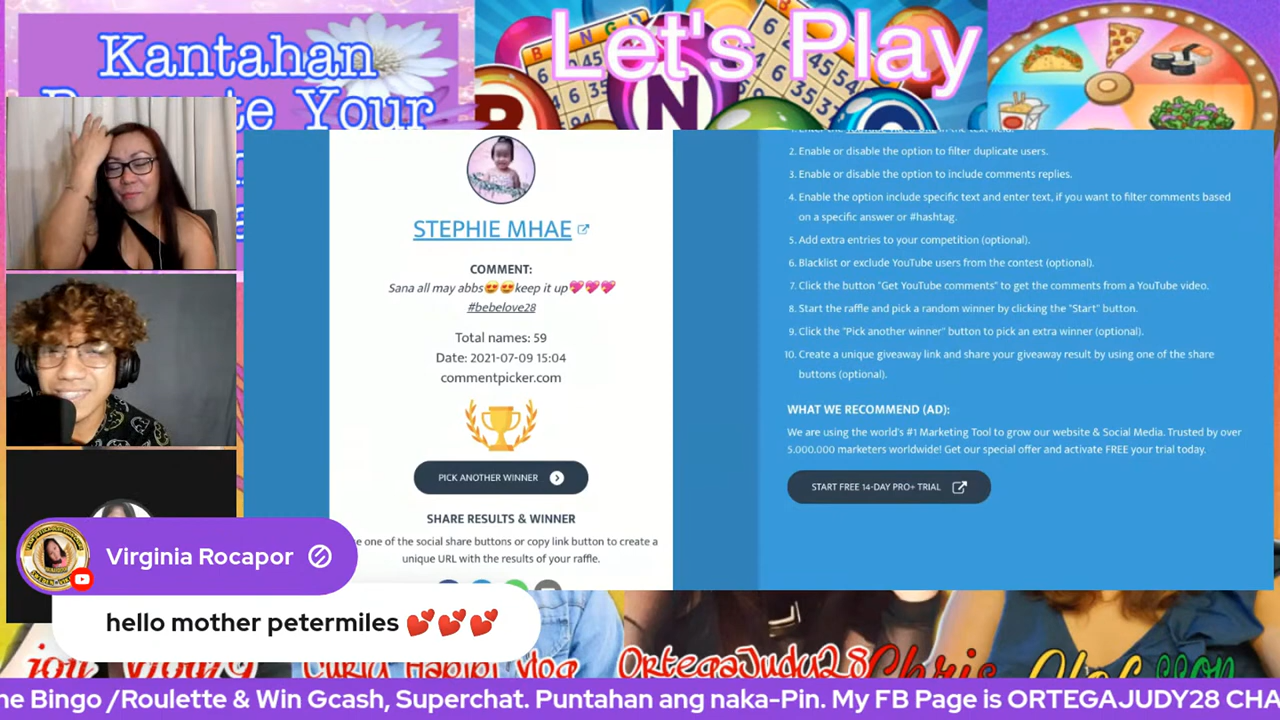 Kantahan
Your
Let's Play
BINGO
B N
STEPHIE MHAE
COMMENT:
Sana all may abbs😍😍keep it up💖💖💖
#bebelove28
Total names: 59
Date: 2021-07-09 15:04
commentpicker.com
PICK ANOTHER WINNER
SHARE RESULTS & WINNER
one of the social share buttons or copy link button to create a
unique URL with the results of your raffle.
2. Enable or disable the option to filter duplicate users.
3. Enable or disable the option to include comments replies.
4. Enable the option include specific text and enter text, if you want to filter comments based
on a specific answer or #hashtag.
5. Add extra entries to your competition (optional).
6. Blacklist or exclude YouTube users from the contest (optional).
7. Click the button "Get YouTube comments" to get the comments from a YouTube video.
8. Start the raffle and pick a random winner by clicking the "Start" button.
9. Click the "Pick another winner" button to pick an extra winner (optional).
10. Create a unique giveaway link and share your giveaway result by using one of the share
buttons (optional).
WHAT WE RECOMMEND (AD):
We are using the world's #1 Marketing Tool to grow our website & Social Media. Trusted by over
5.000.000 marketers worldwide! Get our special offer and activate FREE your trial today.
START FREE 14-DAY PRO+ TRIAL
Virginia Rocapor
hello mother petermiles 💕💕💕
Curly Habibi Vlog
OrtegaJudy28
Chris
ne Bingo /Roulette & Win Gcash, Superchat. Puntahan ang naka-Pin. My FB Page is ORTEGAJUDY28 CHA